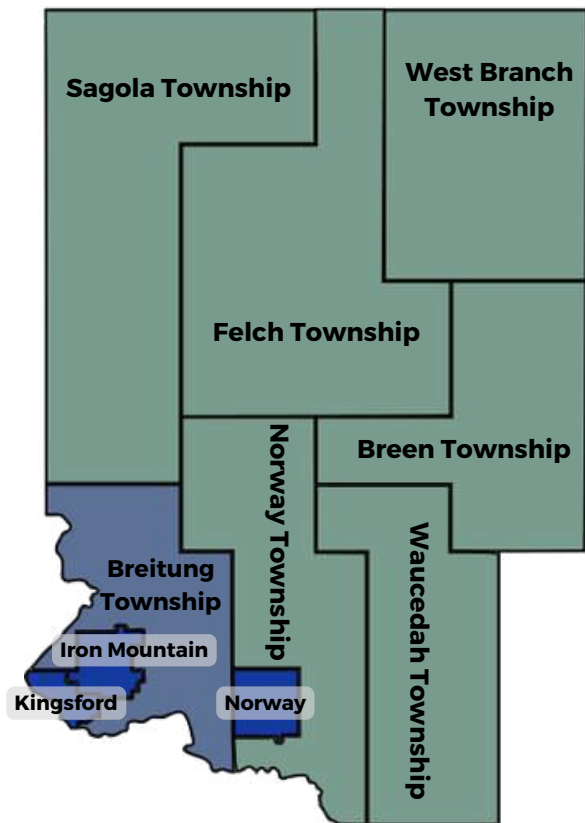 Sagola Township
West Branch
Township
Felch Township
Breen Township
Norway Township
Waucedah Township
Breitung
Township
Iron Mountain
Kingsford
Norway